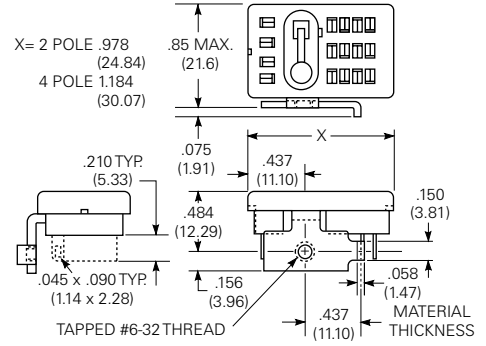 X= 2 POLE .978
(24.84)
4 POLE 1.184
(30.07)
.85 MAX.
(21.6)
.075
(1.91)
X
.437
(11.10)
.210 TYP.
(5.33)
.484
(12.29)
.150
(3.81)
.045 x .090 TYP.
(1.14 x 2.28)
.156
(3.96)
.058
(1.47)
TAPPED #6-32 THREAD
.437
(11.10)
MATERIAL
THICKNESS